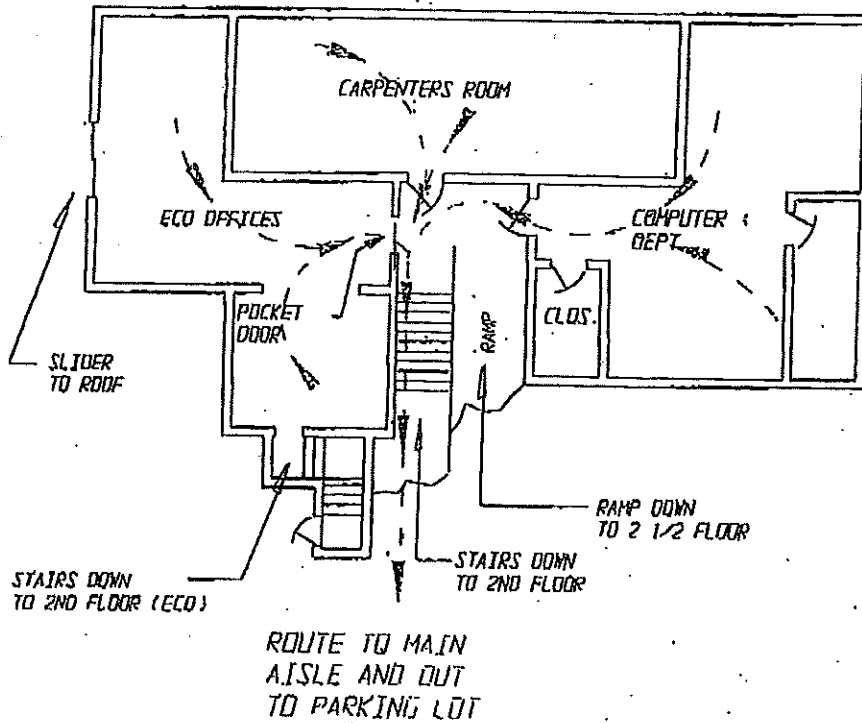 CARPENTERS ROOM
ECO OFFICES
COMPUTER
DEPT.
POCKET
DOOR
CLOS.
RAMP
SLIDER
TO ROOF
RAMP DOWN
TO 2 1/2 FLOOR
STAIRS DOWN
TO 2ND FLOOR
STAIRS DOWN
TO 2ND FLOOR (ECO)
ROUTE TO MAIN
AISLE AND OUT
TO PARKING LOT